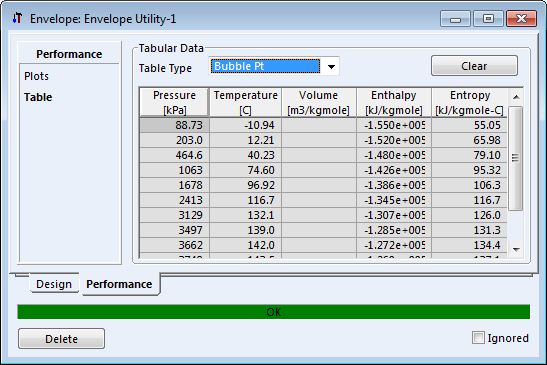 Envelope: Envelope Utility-1
Performance
Plots
Table
Tabular Data
Table Type Bubble Pt Clear
Pressure Temperature Volume Enthalpy Entropy
[kPa] [C] [m3/kgmole] [kJ/kgmole] [kJ/kgmole-C]
88.73 -10.94 -1.550e+005 55.05
203.0 12.21 -1.520e+005 65.98
464.6 40.23 -1.480e+005 79.10
1063 74.60 -1.426e+005 95.32
1678 96.92 -1.386e+005 106.3
2413 116.7 -1.345e+005 116.7
3129 132.1 -1.307e+005 126.0
3497 139.0 -1.285e+005 131.3
3662 142.0 -1.272e+005 134.4
Design Performance
OK
Delete Ignored